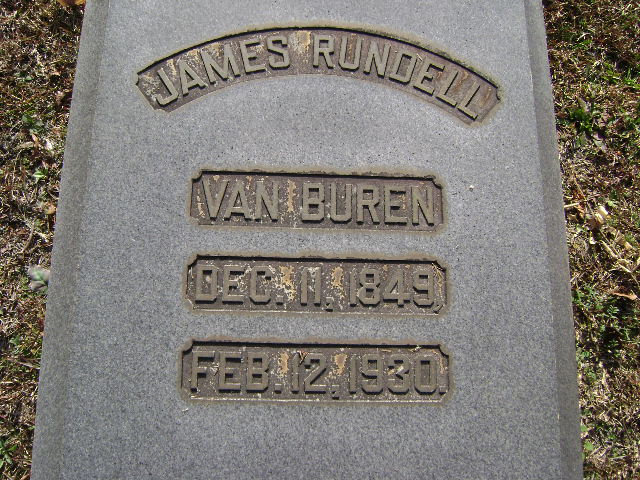 JAMES RUNDELL
VAN BUREN
DEC. 11, 1849.
FEB. 12, 1930.